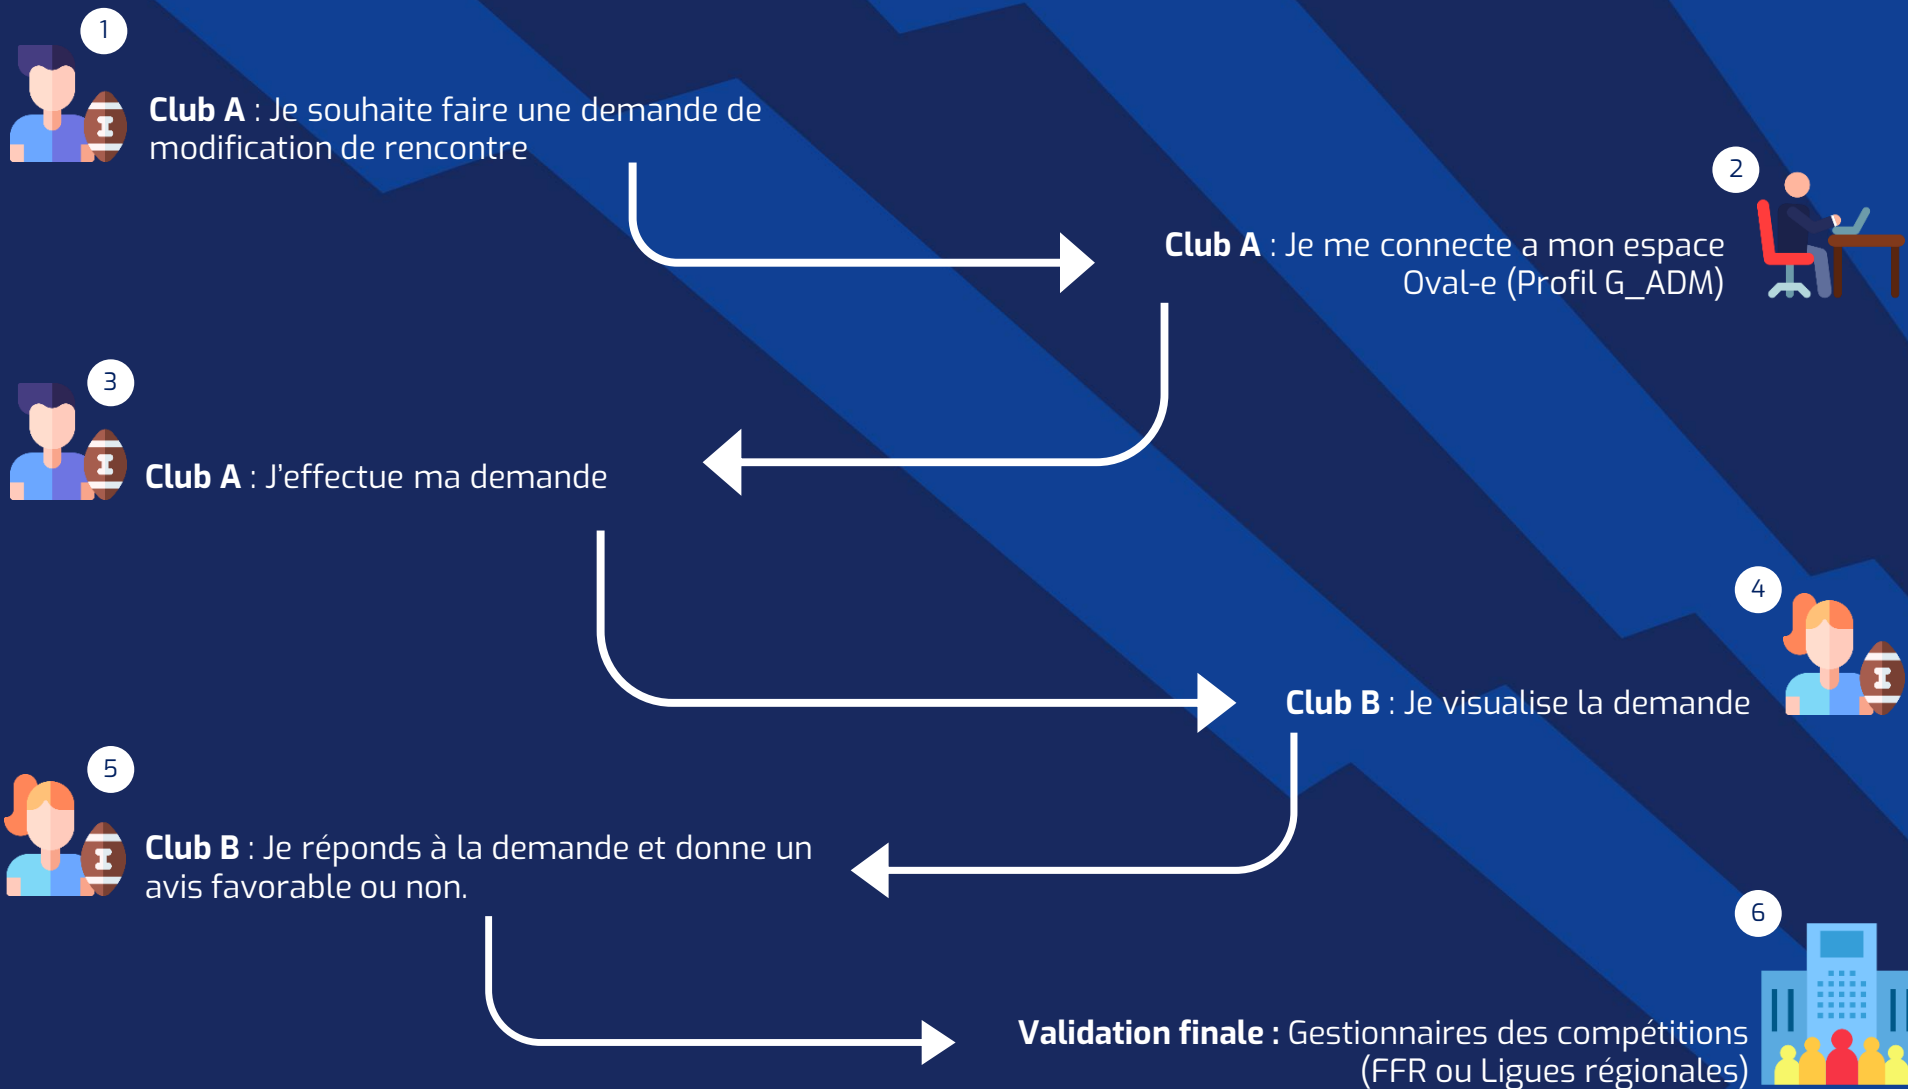 1
Club A : Je souhaite faire une demande de
modification de rencontre
2
Club A : Je me connecte a mon espace
Oval-e (Profil G_ADM)
3
Club A : J'effectue ma demande
4
Club B : Je visualise la demande
5
Club B : Je réponds à la demande et donne un
avis favorable ou non.
6
Validation finale : Gestionnaires des compétitions
(FFR ou Ligues régionales)